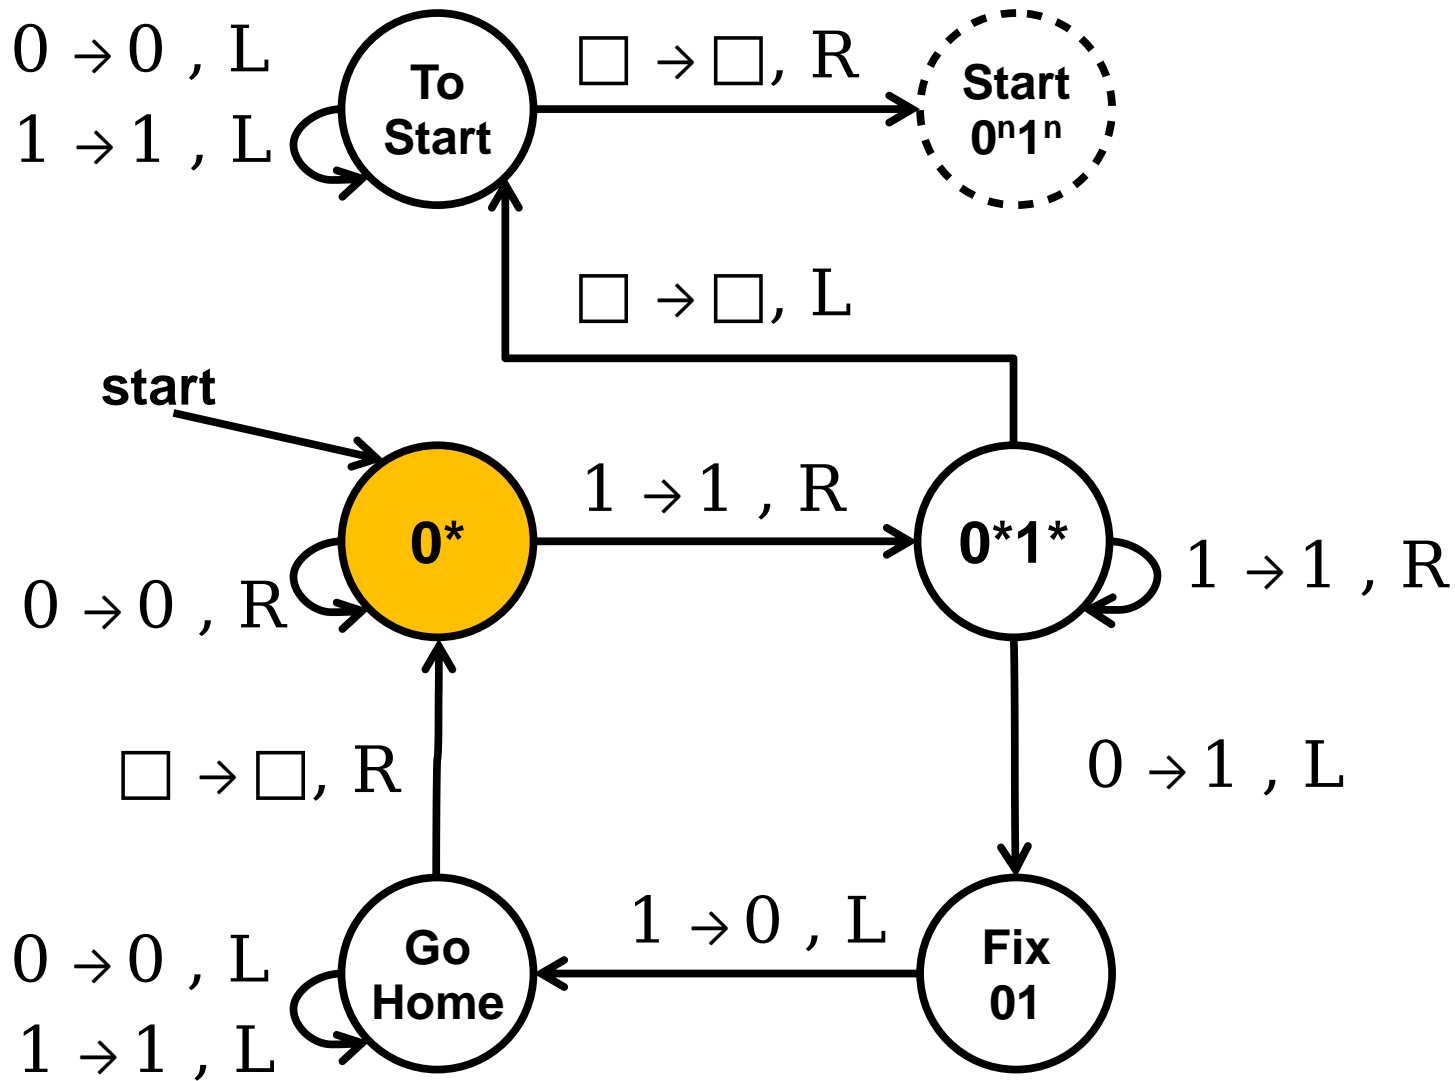 0 → 0 , L
1 → 1 , L
To
Start
□ → □, R
Start
0ⁿ1ⁿ
□ → □, L
start
0*
1 → 1 , R
0*1*
0 → 0 , R
1 → 1 , R
□ → □, R
0 → 1 , L
Go
Home
1 → 0 , L
Fix
01
0 → 0 , L
1 → 1 , L